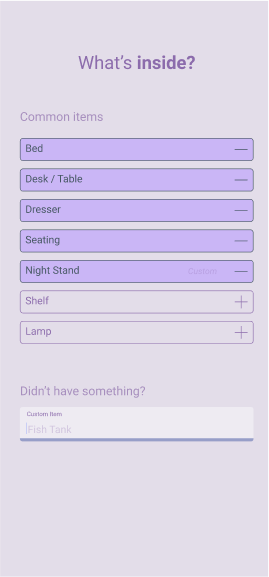 What's inside?
Common items
Bed
Desk / Table
Dresser
Seating
Night Stand Custom
Shelf
Lamp
Didn't have something?
Custom Item
Fish Tank